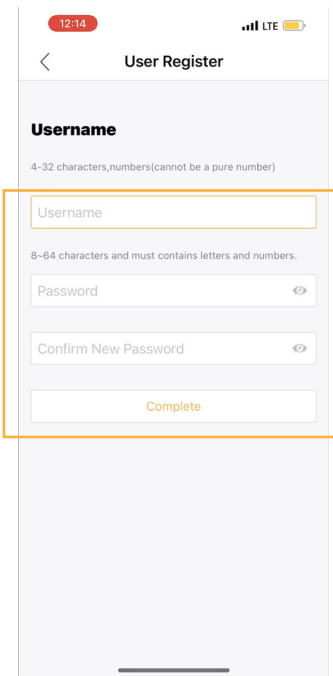 12:14
LTE
User Register
Username
4-32 characters,numbers(cannot be a pure number)
Username
8~64 characters and must contains letters and numbers.
Password
Confirm New Password
Complete